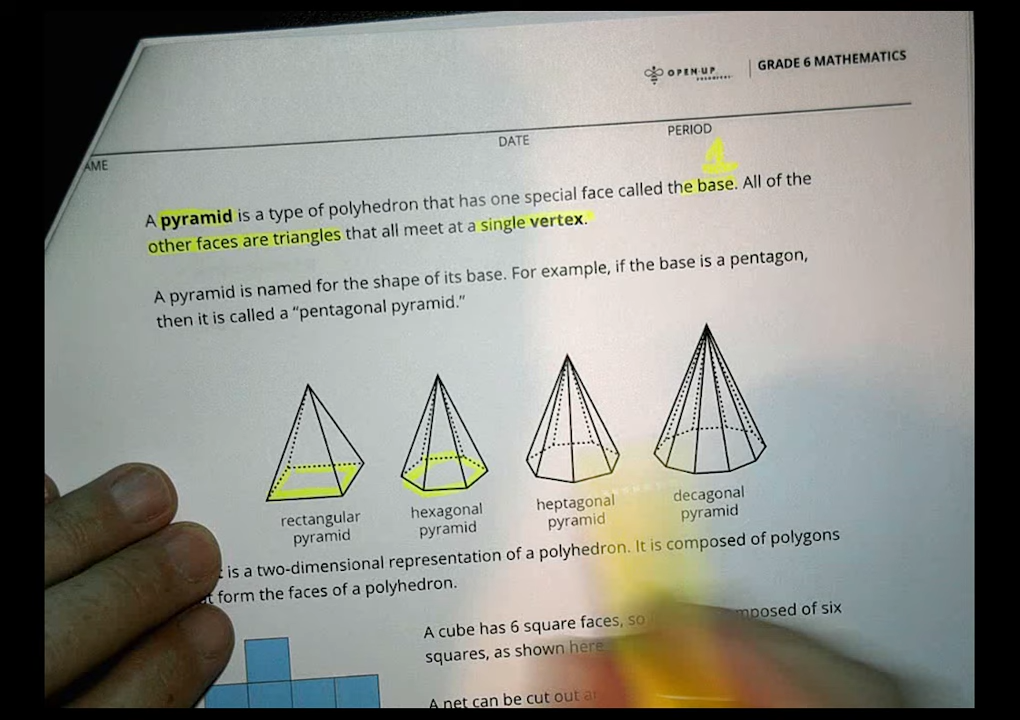 OPEN-UP
GRADE 6 MATHEMATICS
DATE
PERIOD
1
A pyramid is a type of polyhedron that has one special face called the base. All of the
other faces are triangles that all meet at a single vertex.
A pyramid is named for the shape of its base. For example, if the base is a pentagon,
then it is called a “pentagonal pyramid.”
rectangular
pyramid
hexagonal
pyramid
heptagonal
pyramid
decagonal
pyramid
is a two-dimensional representation of a polyhedron. It is composed of polygons
form the faces of a polyhedron.
A cube has 6 square faces, so
of six
squares, as shown here
A net can be cut out